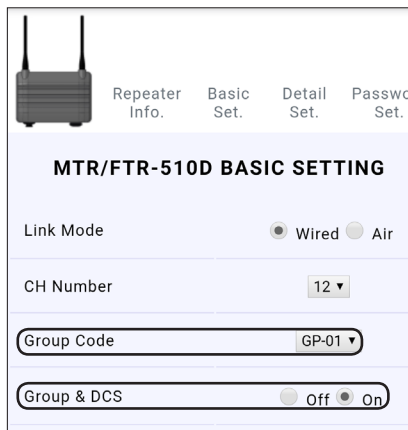 Repeater Info.
Basic Set.
Detail Set.
Set.
MTR/FTR-510D BASIC SETTING
Link Mode Wired Air
CH Number 12
Group Code GP-01
Group & DCS Off On